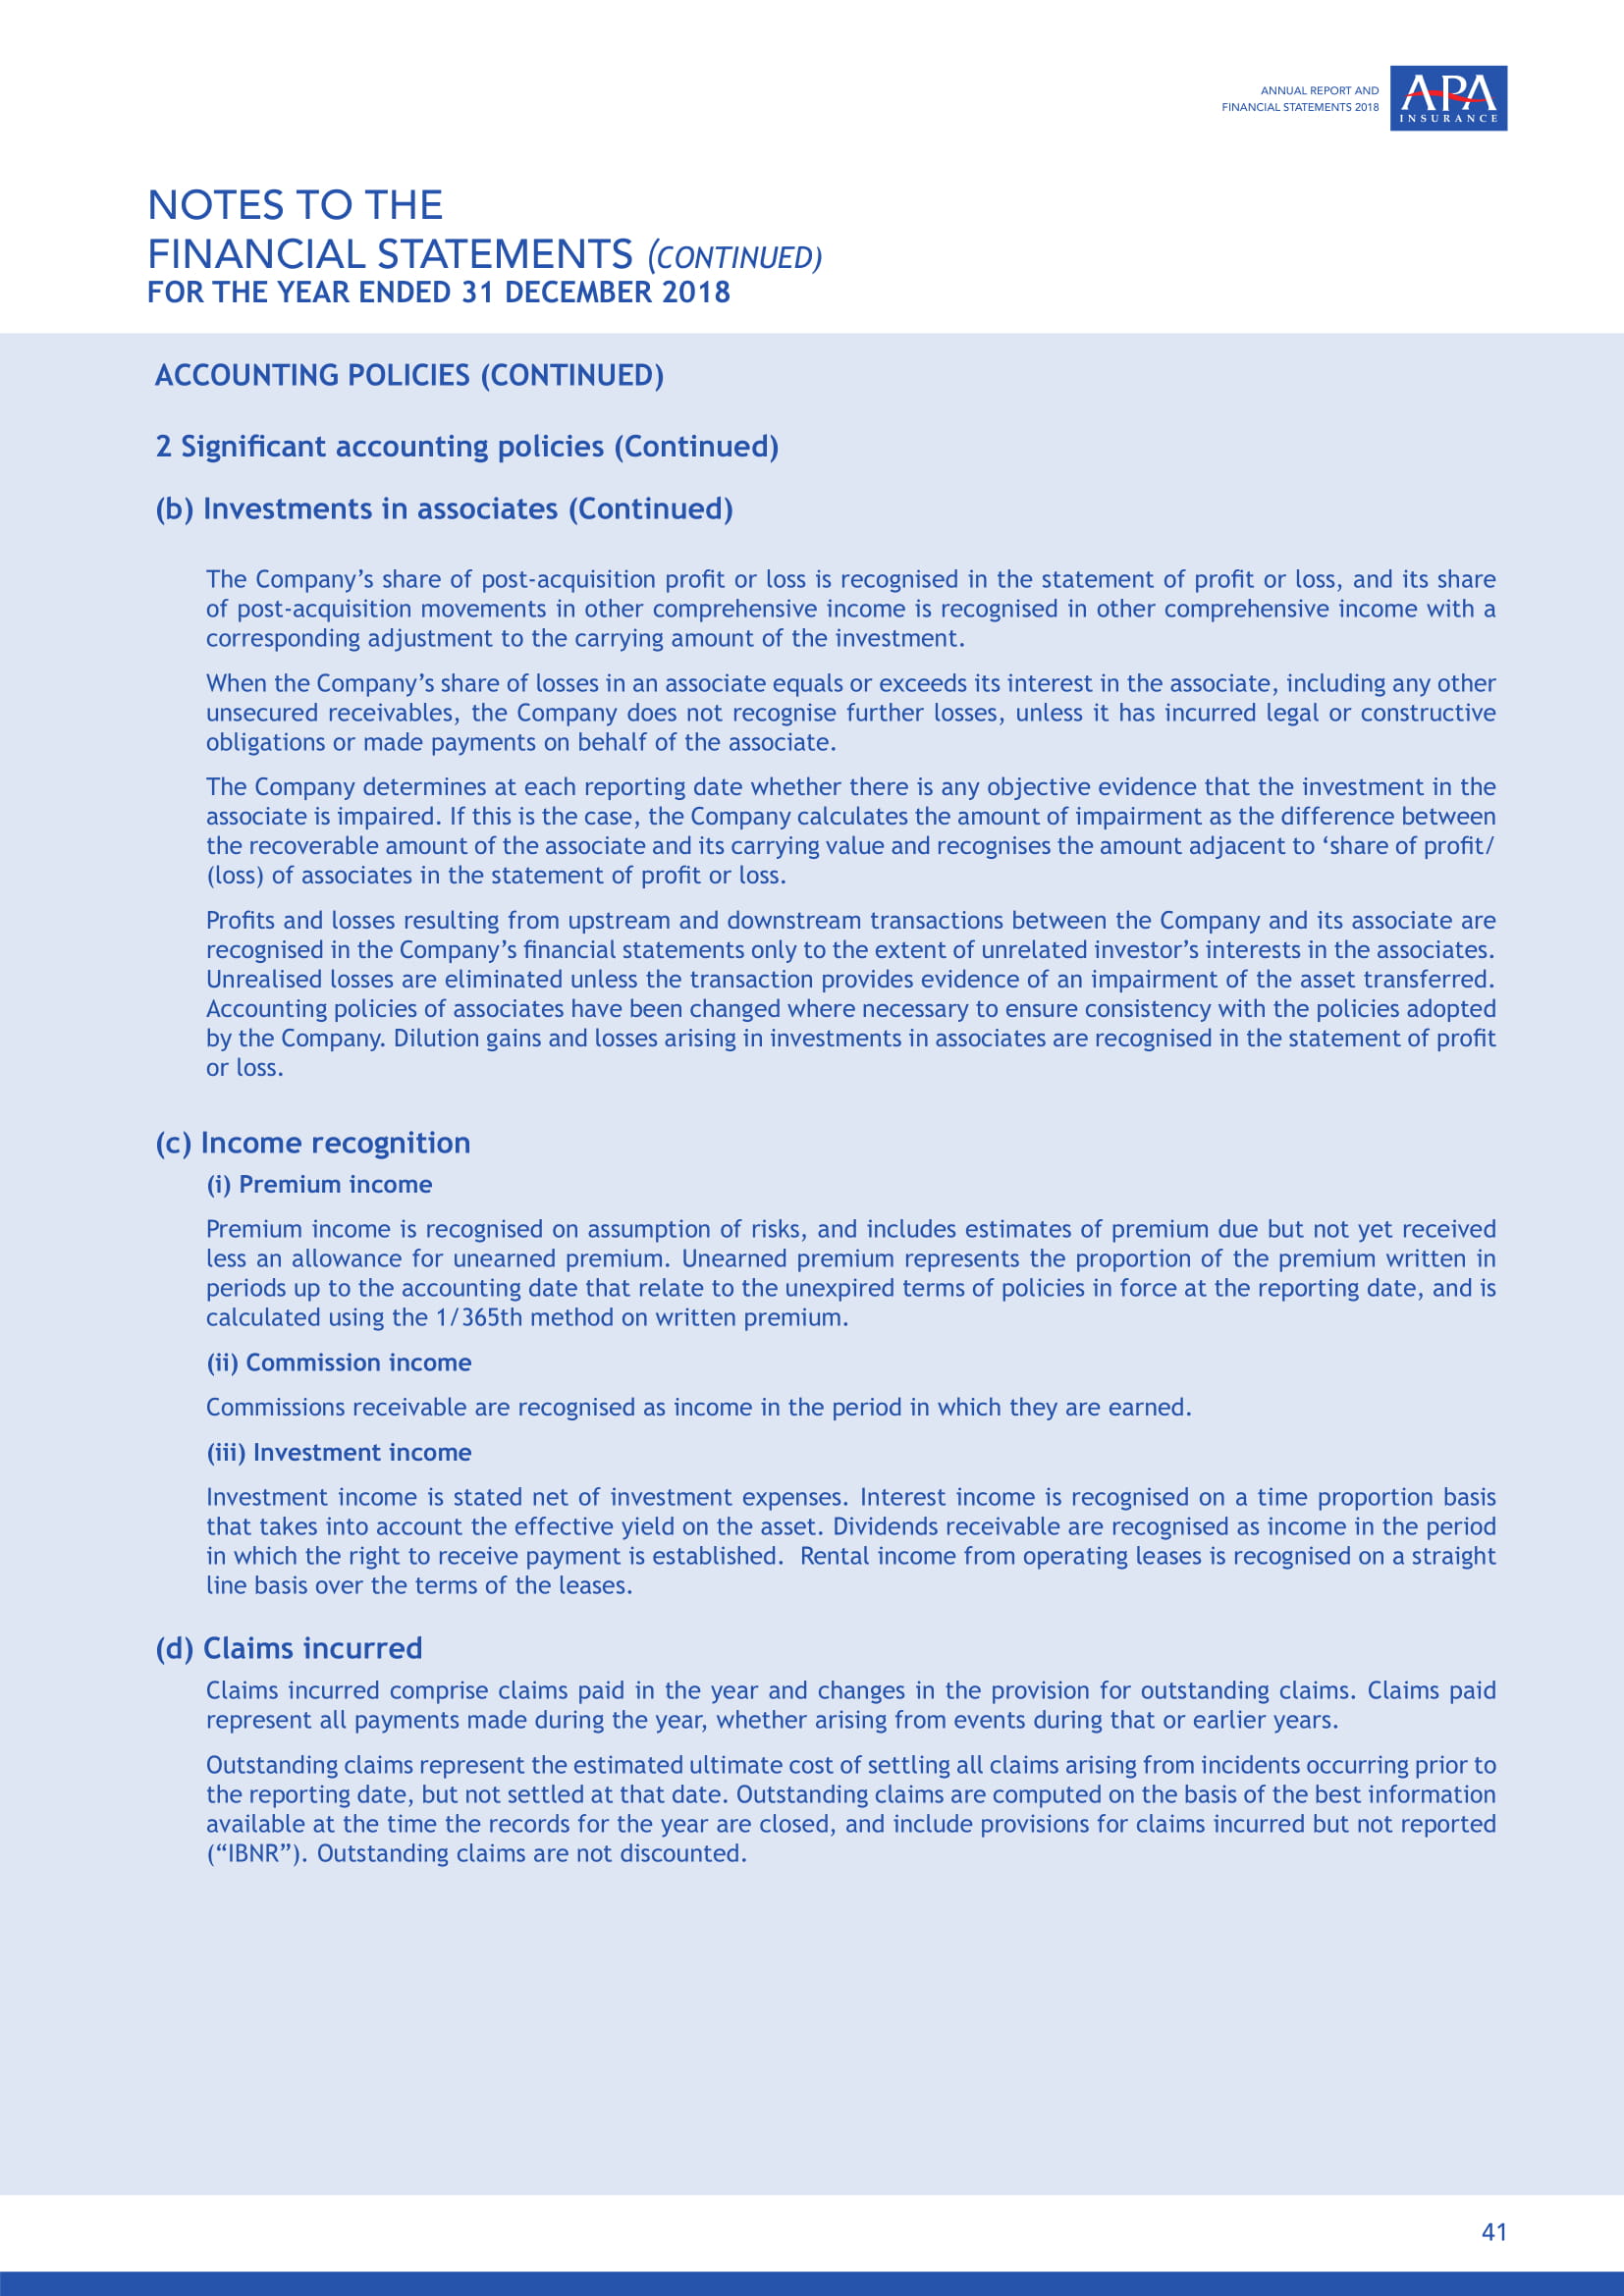 ANNUAL REPORT AND
FINANCIAL STATEMENTS 2018
APA
INSURANCE
NOTES TO THE
FINANCIAL STATEMENTS (CONTINUED)
FOR THE YEAR ENDED 31 DECEMBER 2018
ACCOUNTING POLICIES (CONTINUED)
2 Significant accounting policies (Continued)
(b) Investments in associates (Continued)
The Company’s share of post-acquisition profit or loss is recognised in the statement of profit or loss, and its share
of post-acquisition movements in other comprehensive income is recognised in other comprehensive income with a
corresponding adjustment to the carrying amount of the investment.
When the Company’s share of losses in an associate equals or exceeds its interest in the associate, including any other
unsecured receivables, the Company does not recognise further losses, unless it has incurred legal or constructive
obligations or made payments on behalf of the associate.
The Company determines at each reporting date whether there is any objective evidence that the investment in the
associate is impaired. If this is the case, the Company calculates the amount of impairment as the difference between
the recoverable amount of the associate and its carrying value and recognises the amount adjacent to ‘share of profit/
(loss) of associates in the statement of profit or loss.
Profits and losses resulting from upstream and downstream transactions between the Company and its associate are
recognised in the Company’s financial statements only to the extent of unrelated investor’s interests in the associates.
Unrealised losses are eliminated unless the transaction provides evidence of an impairment of the asset transferred.
Accounting policies of associates have been changed where necessary to ensure consistency with the policies adopted
by the Company. Dilution gains and losses arising in investments in associates are recognised in the statement of profit
or loss.
(c) Income recognition
(i) Premium income
Premium income is recognised on assumption of risks, and includes estimates of premium due but not yet received
less an allowance for unearned premium. Unearned premium represents the proportion of the premium written in
periods up to the accounting date that relate to the unexpired terms of policies in force at the reporting date, and is
calculated using the 1/365th method on written premium.
(ii) Commission income
Commissions receivable are recognised as income in the period in which they are earned.
(iii) Investment income
Investment income is stated net of investment expenses. Interest income is recognised on a time proportion basis
that takes into account the effective yield on the asset. Dividends receivable are recognised as income in the period
in which the right to receive payment is established. Rental income from operating leases is recognised on a straight
line basis over the terms of the leases.
(d) Claims incurred
Claims incurred comprise claims paid in the year and changes in the provision for outstanding claims. Claims paid
represent all payments made during the year, whether arising from events during that or earlier years.
Outstanding claims represent the estimated ultimate cost of settling all claims arising from incidents occurring prior to
the reporting date, but not settled at that date. Outstanding claims are computed on the basis of the best information
available at the time the records for the year are closed, and include provisions for claims incurred but not reported
(“IBNR”). Outstanding claims are not discounted.
41